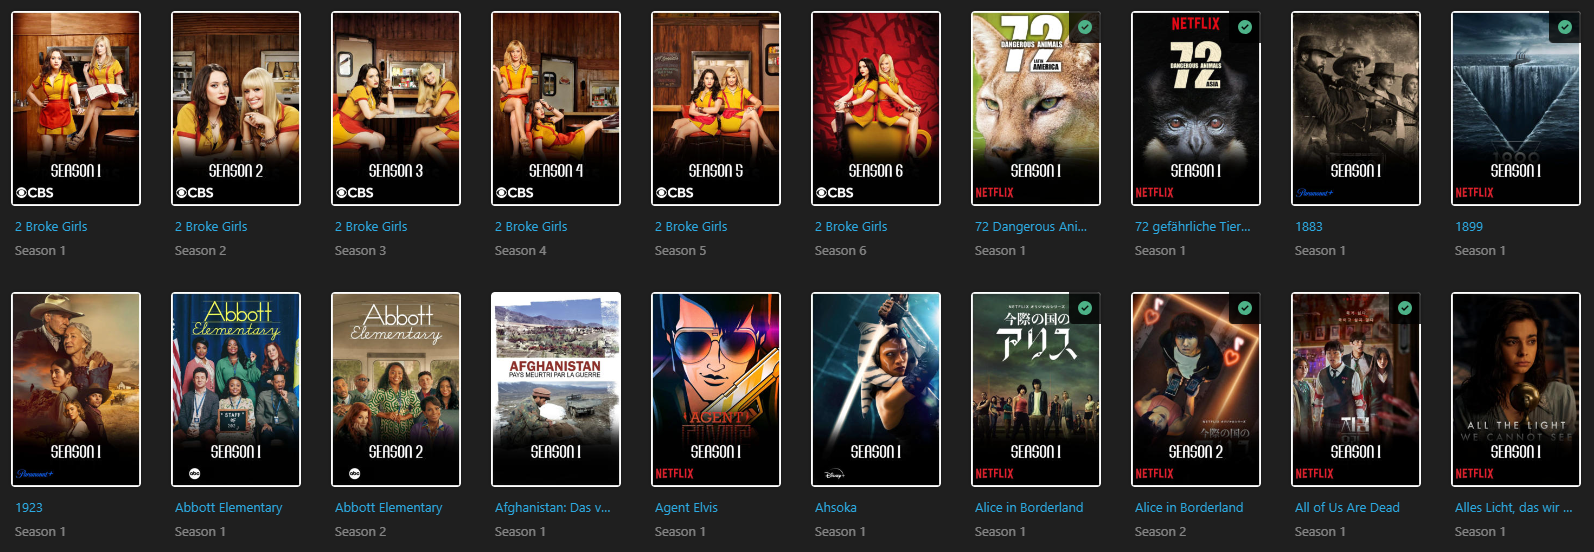 SEASON 1
CBS
2 Broke Girls
Season 1
SEASON 2
CBS
2 Broke Girls
Season 2
SEASON 3
CBS
2 Broke Girls
Season 3
SEASON 4
CBS
2 Broke Girls
Season 4
SEASON 5
CBS
2 Broke Girls
Season 5
SEASON 6
CBS
2 Broke Girls
Season 6
72
DANGEROUS ANIMALS
LATIN
AMERICA
SEASON 1
NETFLIX
72 Dangerous Ani...
Season 1
NETFLIX
72
DANGEROUS ANIMALS
ASIA
SEASON 1
NETFLIX
72 gefährliche Tier...
Season 1
SEASON 1
Paramount+
1883
Season 1
1899
SEASON 1
NETFLIX
1899
Season 1
SEASON 1
Paramount+
1923
Season 1
Abbott
Elementary
STAFF
SEASON 1
abc
Abbott Elementary
Season 1
Abbott
Elementary
SEASON 2
abc
Abbott Elementary
Season 2
AFGHANISTAN
PAYS MEURTRI PAR LA GUERRE
SEASON 1
Afghanistan: Das v...
Season 1
AGENT
SEASON 1
NETFLIX
Agent Elvis
Season 1
SEASON 1
Disney+
Ahsoka
Season 1
NETFLIX オリジナルシリーズ
今際の国の
アリス
SEASON 1
NETFLIX
Alice in Borderland
Season 1
今際の国の
SEASON 2
NETFLIX
Alice in Borderland
Season 2
SEASON 1
NETFLIX
All of Us Are Dead
Season 1
ALL THE LIGHT
WE CANNOT SEE
SEASON 1
NETFLIX
Alles Licht, das wir ...
Season 1